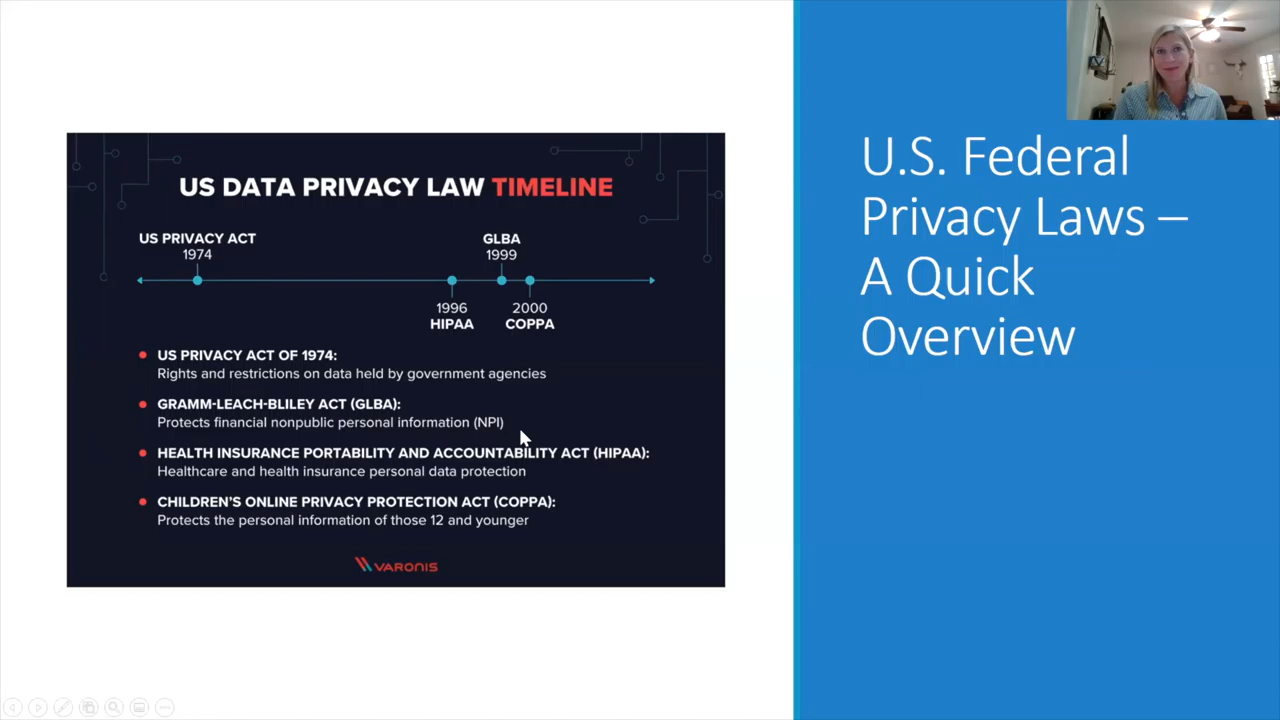 US DATA PRIVACY LAW TIMELINE
US PRIVACY ACT
1974
GLBA
1999
1996
HIPAA
2000
COPPA
US PRIVACY ACT OF 1974:
Rights and restrictions on data held by government agencies
GRAMM-LEACH-BLILEY ACT (GLBA):
Protects financial nonpublic personal information (NPI)
HEALTH INSURANCE PORTABILITY AND ACCOUNTABILITY ACT (HIPAA):
Healthcare and health insurance personal data protection
CHILDREN'S ONLINE PRIVACY PROTECTION ACT (COPPA):
Protects the personal information of those 12 and younger
VARONIS
U.S. Federal
Privacy Laws –
A Quick
Overview